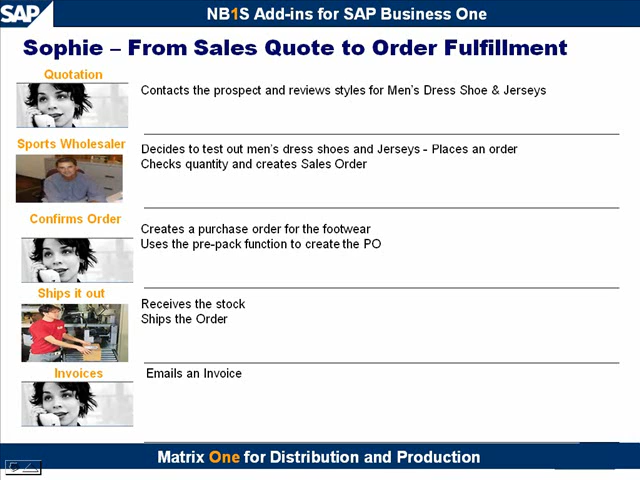 SAP
NB1S Add-ins for SAP Business One
Sophie – From Sales Quote to Order Fulfillment
Quotation
Contacts the prospect and reviews styles for Men's Dress Shoe & Jerseys
Sports Wholesaler
Decides to test out men's dress shoes and Jerseys - Places an order
Checks quantity and creates Sales Order
Confirms Order
Creates a purchase order for the footwear
Uses the pre-pack function to create the PO
Ships it out
Receives the stock
Ships the Order
Invoices
Emails an Invoice
Matrix One for Distribution and Production